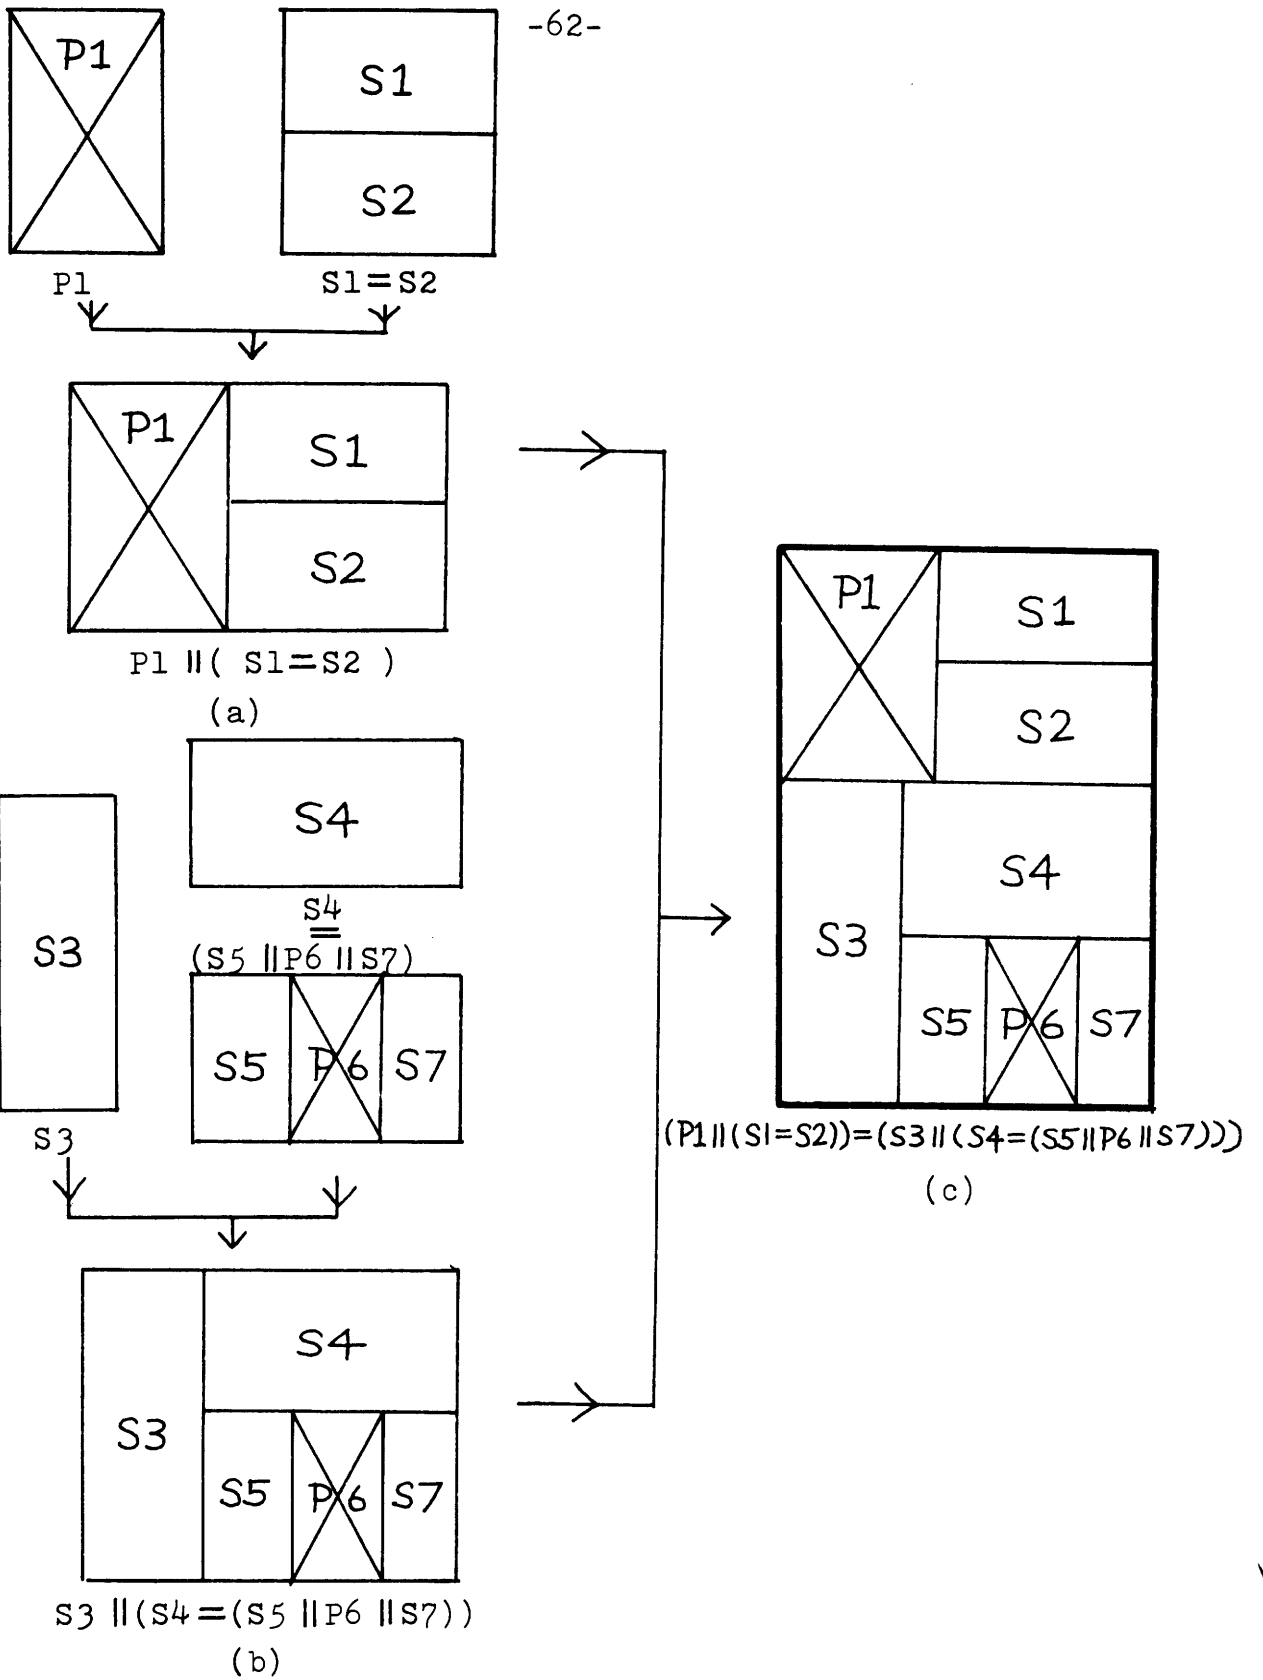 -62-
P1
S1
S2
P1
S1=S2
P1
S1
S2
P1 ||( S1=S2 )
(a)
S4
S3
S4
=
(S5 ||P6 ||S7)
S5 P6 S7
S3
S4
S3
S5 P6 S7
S3 ||(S4=(S5 ||P6 ||S7))
(b)
P1
S1
S2
S4
S3
S5 P6 S7
(P1||(S1=S2))=(S3||(S4=(S5||P6||S7)))
(c)